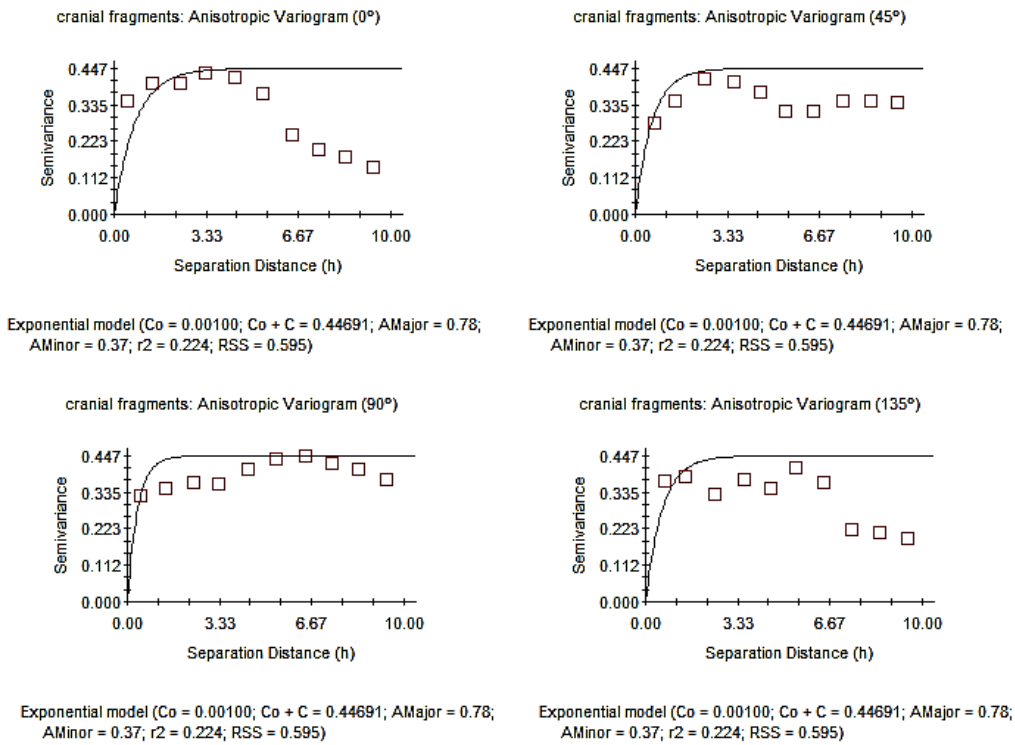 cranial fragments: Anisotropic Variogram (0º)
0.447
0.335
0.223
0.112
0.000
Semivariance
0.00 3.33 6.67 10.00
Separation Distance (h)
Exponential model (Co = 0.00100; Co + C = 0.44691; AMajor = 0.78;
AMinor = 0.37; r2 = 0.224; RSS = 0.595)
cranial fragments: Anisotropic Variogram (45º)
0.447
0.335
0.223
0.112
0.000
Semivariance
0.00 3.33 6.67 10.00
Separation Distance (h)
Exponential model (Co = 0.00100; Co + C = 0.44691; AMajor = 0.78;
AMinor = 0.37; r2 = 0.224; RSS = 0.595)
cranial fragments: Anisotropic Variogram (90º)
0.447
0.335
0.223
0.112
0.000
Semivariance
0.00 3.33 6.67 10.00
Separation Distance (h)
Exponential model (Co = 0.00100; Co + C = 0.44691; AMajor = 0.78;
AMinor = 0.37; r2 = 0.224; RSS = 0.595)
cranial fragments: Anisotropic Variogram (135º)
0.447
0.335
0.223
0.112
0.000
Semivariance
0.00 3.33 6.67 10.00
Separation Distance (h)
Exponential model (Co = 0.00100; Co + C = 0.44691; AMajor = 0.78;
AMinor = 0.37; r2 = 0.224; RSS = 0.595)